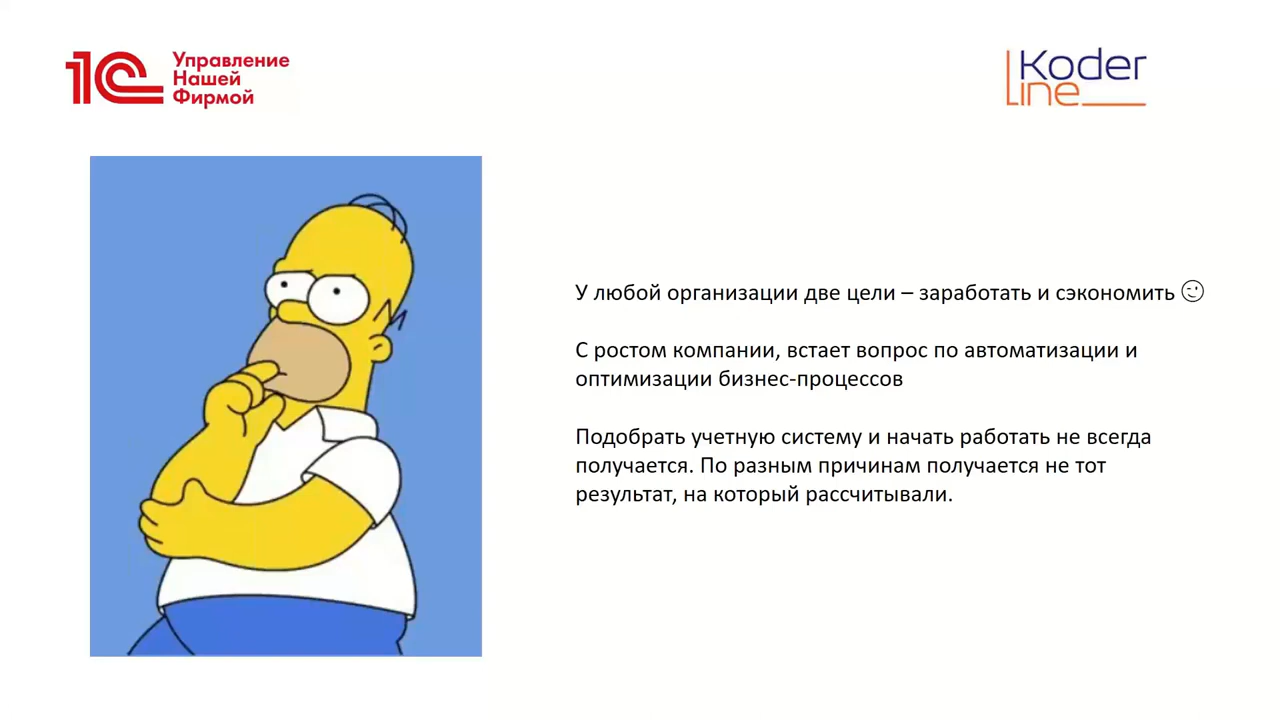 1С
Управление
Нашей
Фирмой
Koder
Line
У любой организации две цели – заработать и сэкономить 😉
С ростом компании, встает вопрос по автоматизации и
оптимизации бизнес-процессов
Подобрать учетную систему и начать работать не всегда
получается. По разным причинам получается не тот
результат, на который рассчитывали.